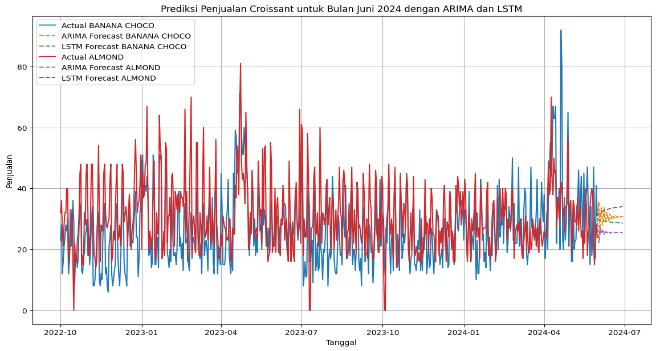 Prediksi Penjualan Croissant untuk Bulan Juni 2024 dengan ARIMA dan LSTM
Actual BANANA CHOCO
ARIMA Forecast BANANA CHOCO
LSTM Forecast BANANA CHOCO
Actual ALMOND
ARIMA Forecast ALMOND
LSTM Forecast ALMOND
80
60
40
20
0
Penjualan
2022-10
2023-01
2023-04
2023-07
2023-10
2024-01
2024-04
2024-07
Tanggal